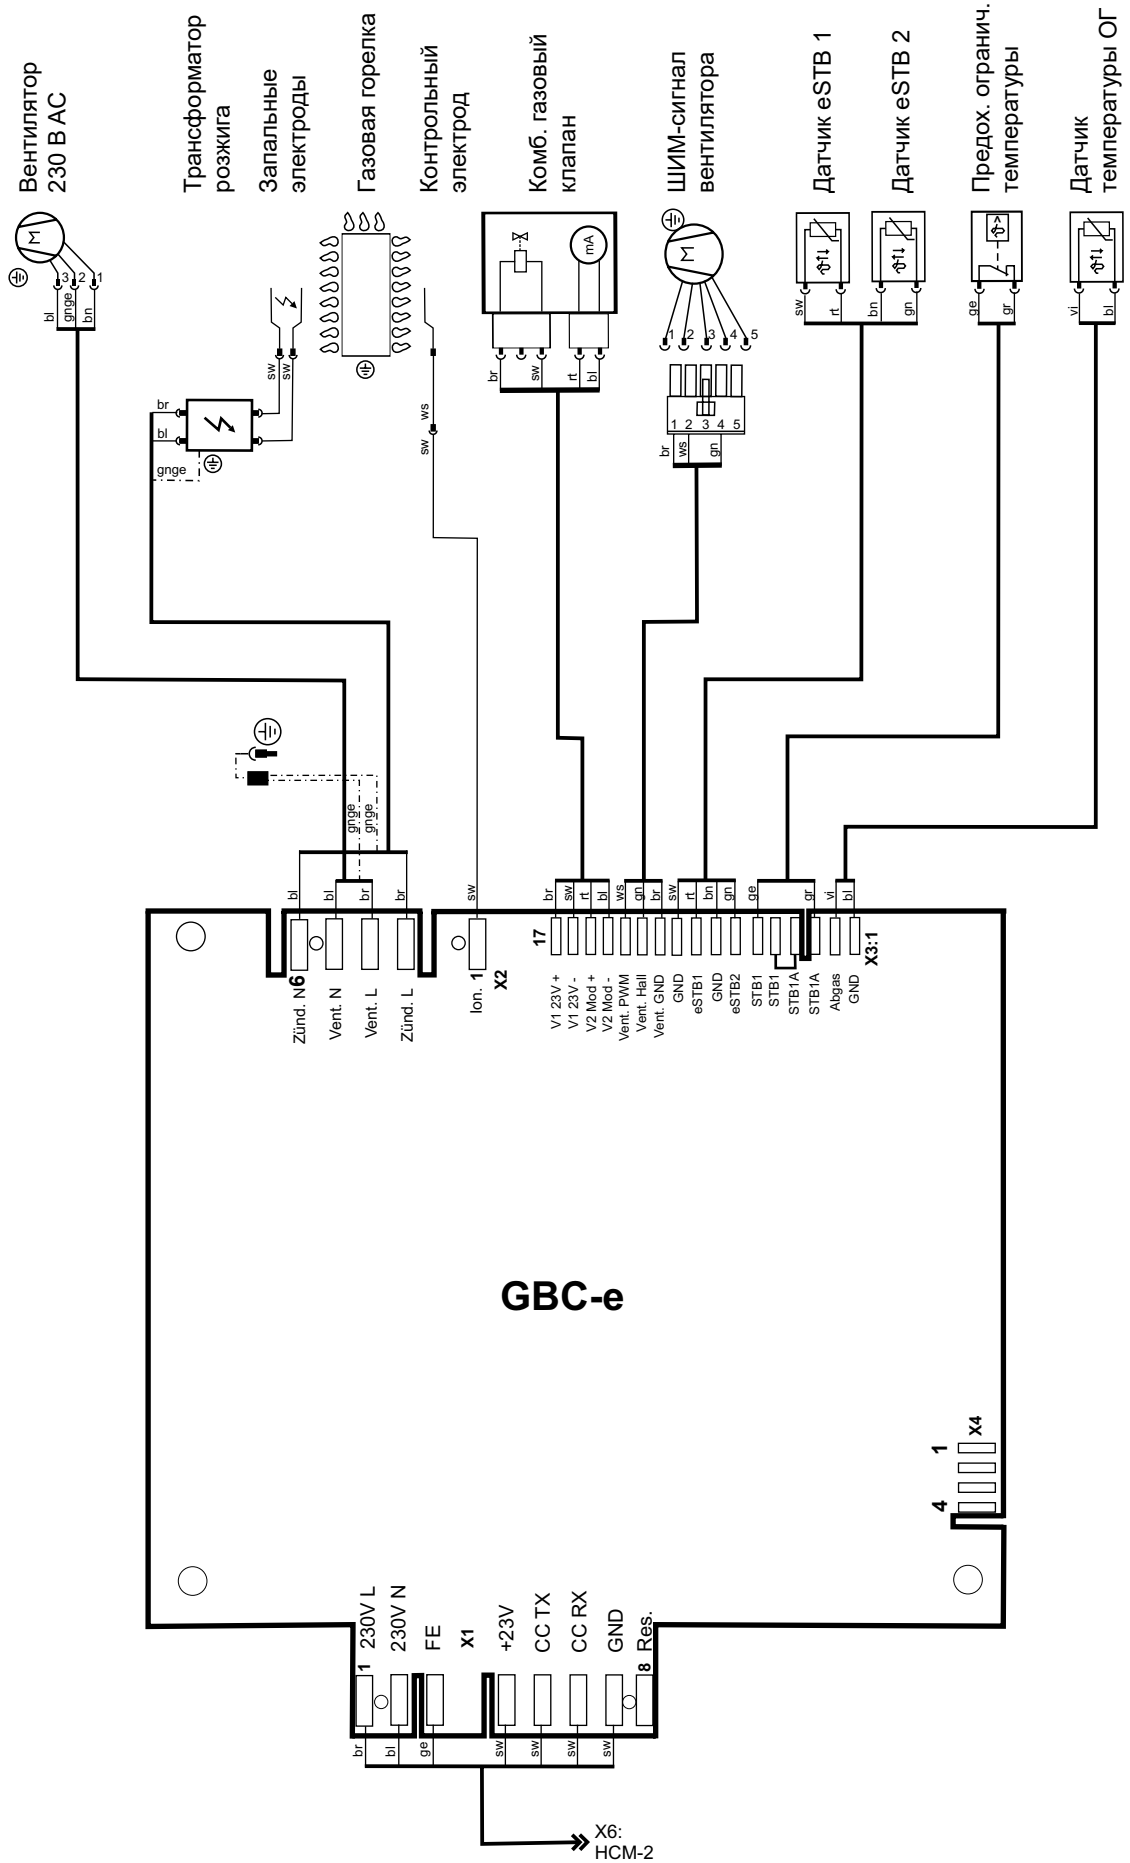 Вентилятор
230 В AC
Трансформатор
розжига
Запальные
электроды
Газовая горелка
Контрольный
электрод
Комб. газовый
клапан
ШИМ-сигнал
вентилятора
Датчик eSTB 1
Датчик eSTB 2
Предох. огранич.
температуры
Датчик
температуры ОГ
M
3
2
1
bl
gnge
bn
br
bl
gnge
sw
sw
ws
sw
mA
br
sw
rt
bl
M
1
2
3
4
5
1
2
3
4
5
br
ws
gn
ϑ
sw
rt
ϑ
bn
gn
ϑ>
ge
gr
ϑ
vi
bl
gnge
gnge
bl
bl
br
br
sw
br
sw
rt
bl
ws
gn
br
sw
rt
bn
gn
ge
gr
vi
bl
Zünd. N
6
Vent. N
Vent. L
Zünd. L
Ion.
1
X2
17
V1 23V +
V1 23V -
V2 Mod +
V2 Mod -
Vent. PWM
Vent. Hall
Vent. GND
GND
eSTB1
GND
eSTB2
STB1
STB1
STB1A
STB1A
Abgas
GND
X3:1
GBC-e
1
4
X4
1
230V L
230V N
FE
X1
+23V
CC TX
CC RX
GND
8
Res.
br
bl
ge
sw
sw
sw
sw
X6:
HCM-2